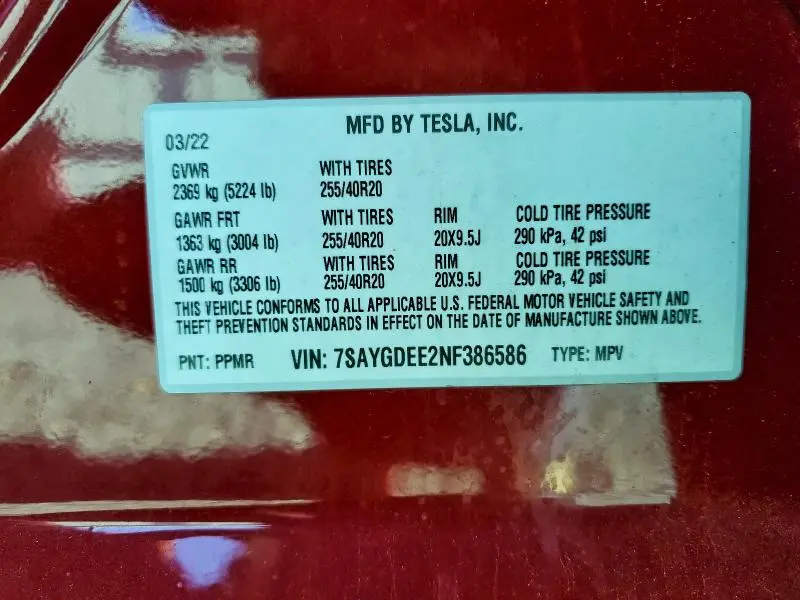 MFD BY TESLA, INC.
03/22
GVWR WITH TIRES
2369 kg (5224 lb) 255/40R20
GAWR FRT WITH TIRES RIM COLD TIRE PRESSURE
1363 kg (3004 lb) 255/40R20 20X9.5J 290 kPa, 42 psi
GAWR RR WITH TIRES RIM COLD TIRE PRESSURE
1500 kg (3306 lb) 255/40R20 20X9.5J 290 kPa, 42 psi
THIS VEHICLE CONFORMS TO ALL APPLICABLE U.S. FEDERAL MOTOR VEHICLE SAFETY AND
THEFT PREVENTION STANDARDS IN EFFECT ON THE DATE OF MANUFACTURE SHOWN ABOVE.
PNT: PPMR VIN: 7SAYGDEE2NF386586 TYPE: MPV